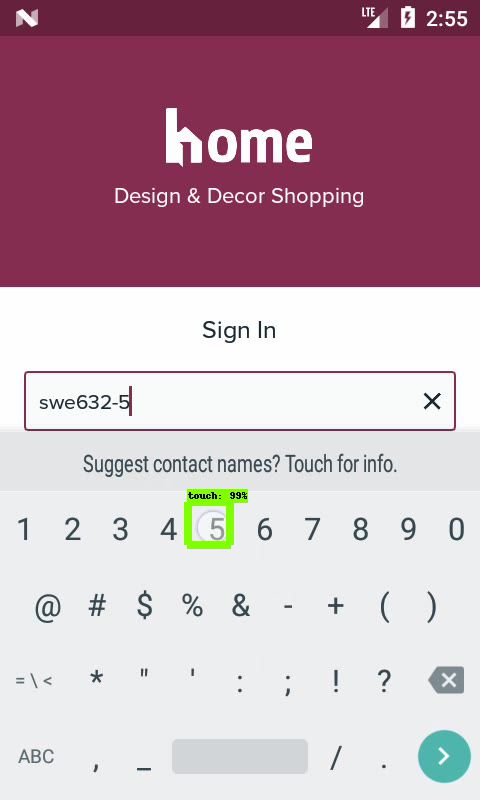 LTE 2:55
home
Design & Decor Shopping
Sign In
swe632-5
Suggest contact names? Touch for info.
touch: 99%
1 2 3 4 5 6 7 8 9 0
@ # $ % & - + ( )
= \ < * " ' : ; ! ?
ABC , _ / .